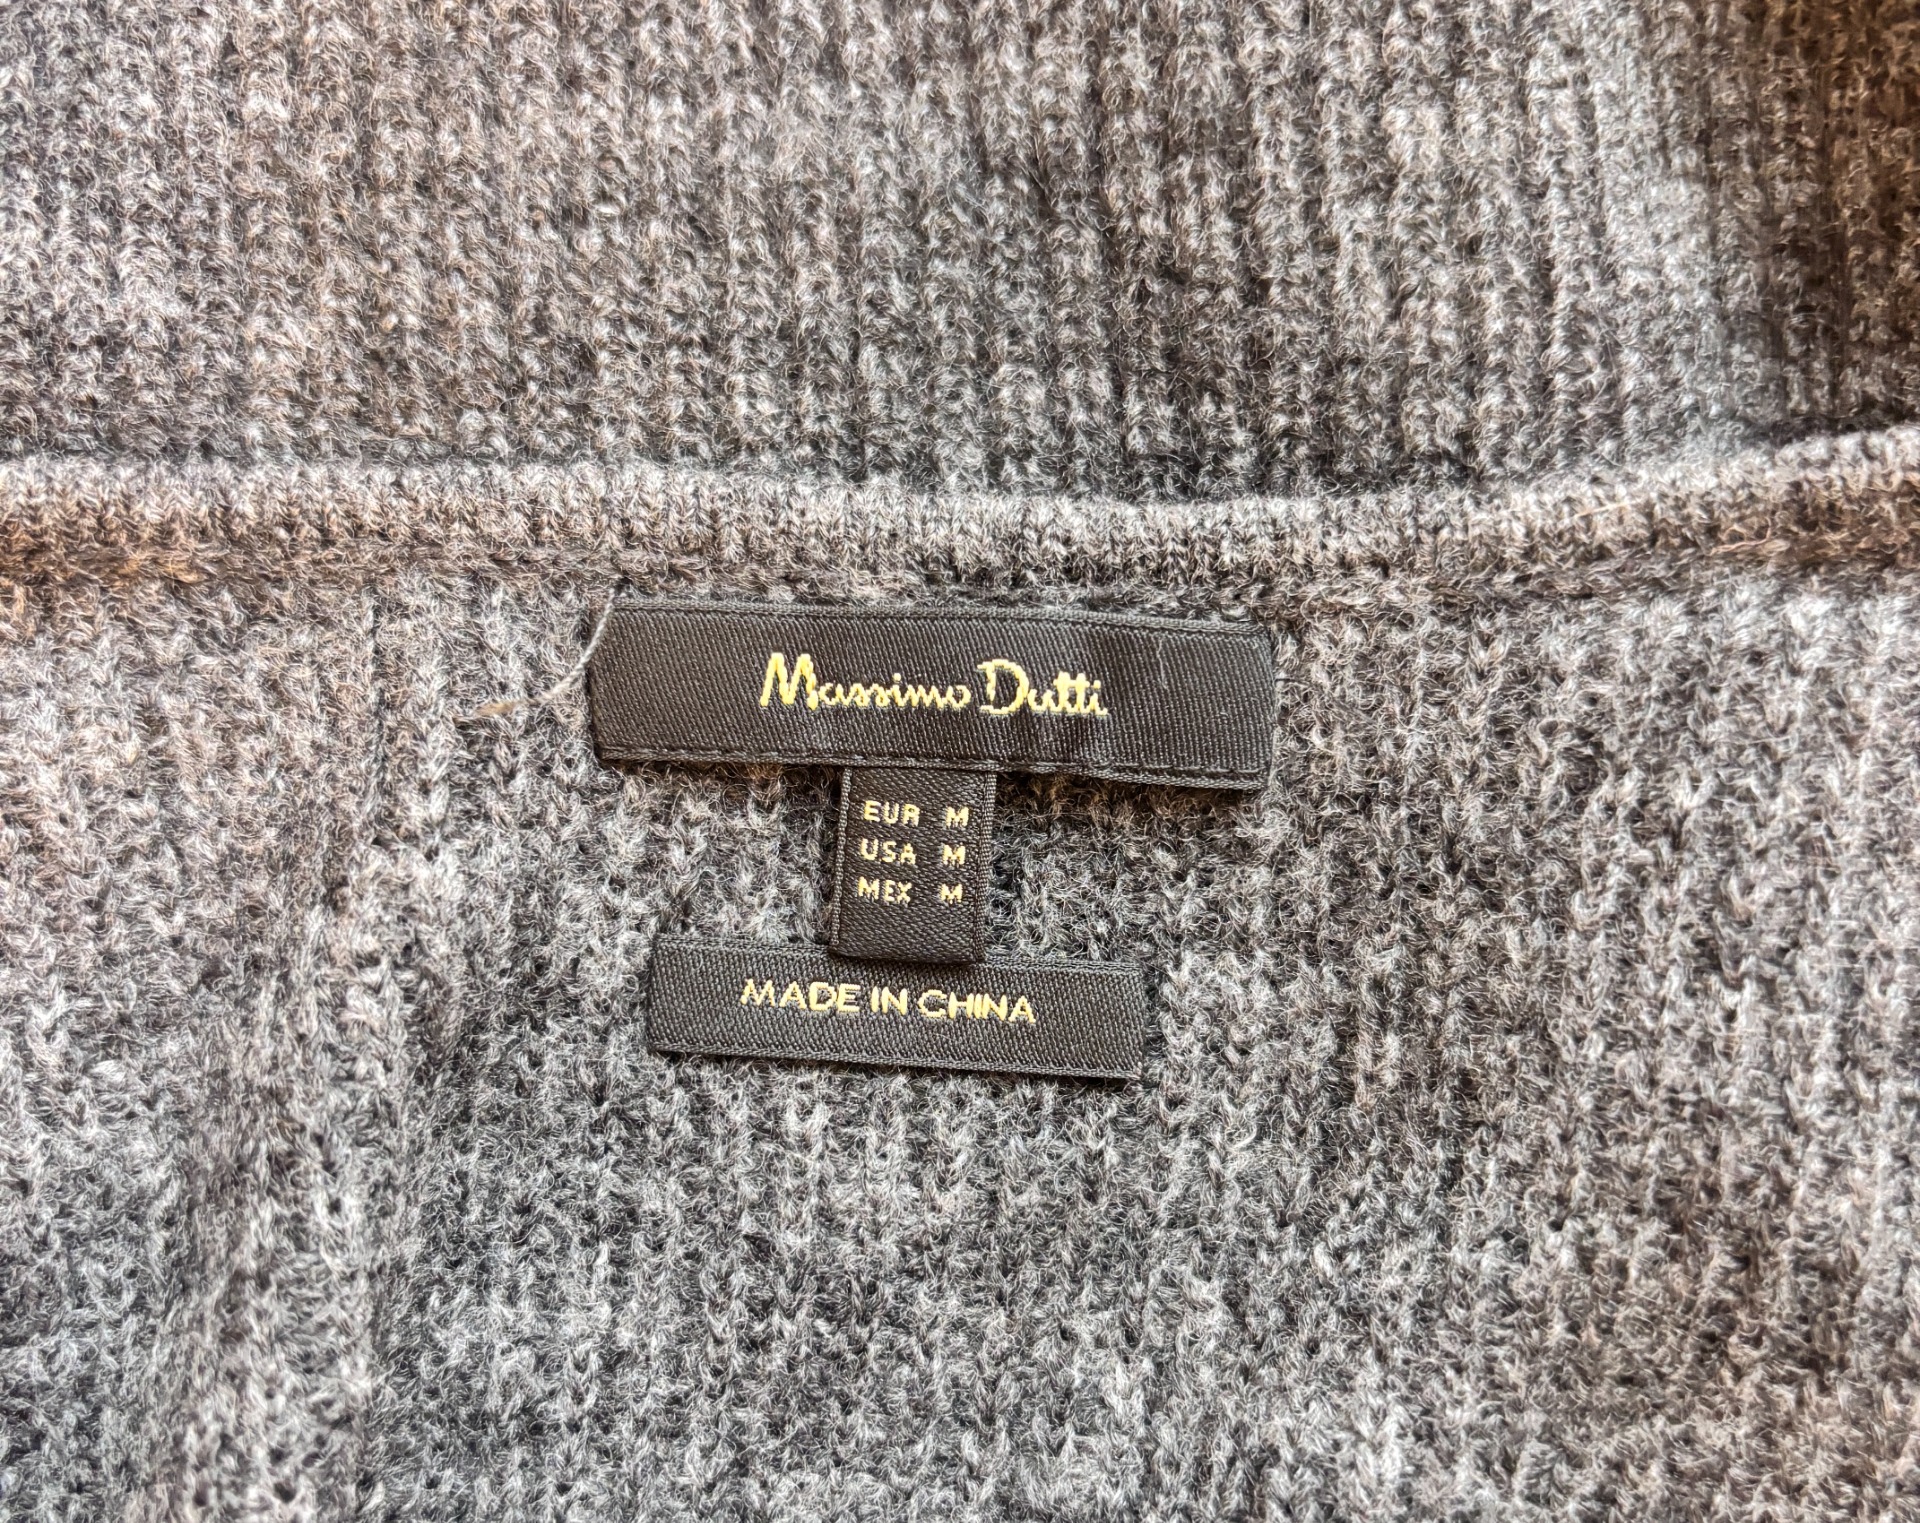 Massimo Dutti
EUR M
USA M
MEX M
MADE IN CHINA